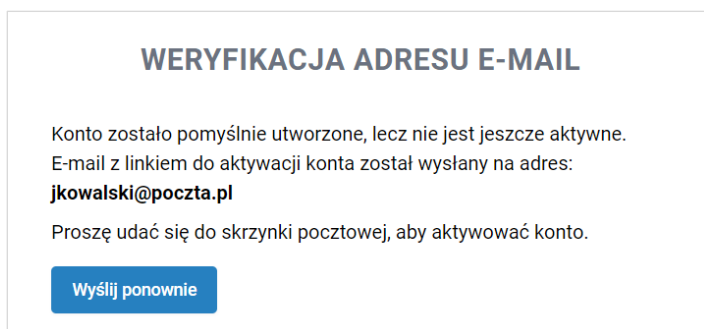 WERYFIKACJA ADRESU E-MAIL
Konto zostało pomyślnie utworzone, lecz nie jest jeszcze aktywne.
E-mail z linkiem do aktywacji konta został wysłany na adres:
jkowalski@poczta.pl
Proszę udać się do skrzynki pocztowej, aby aktywować konto.
Wyślij ponownie